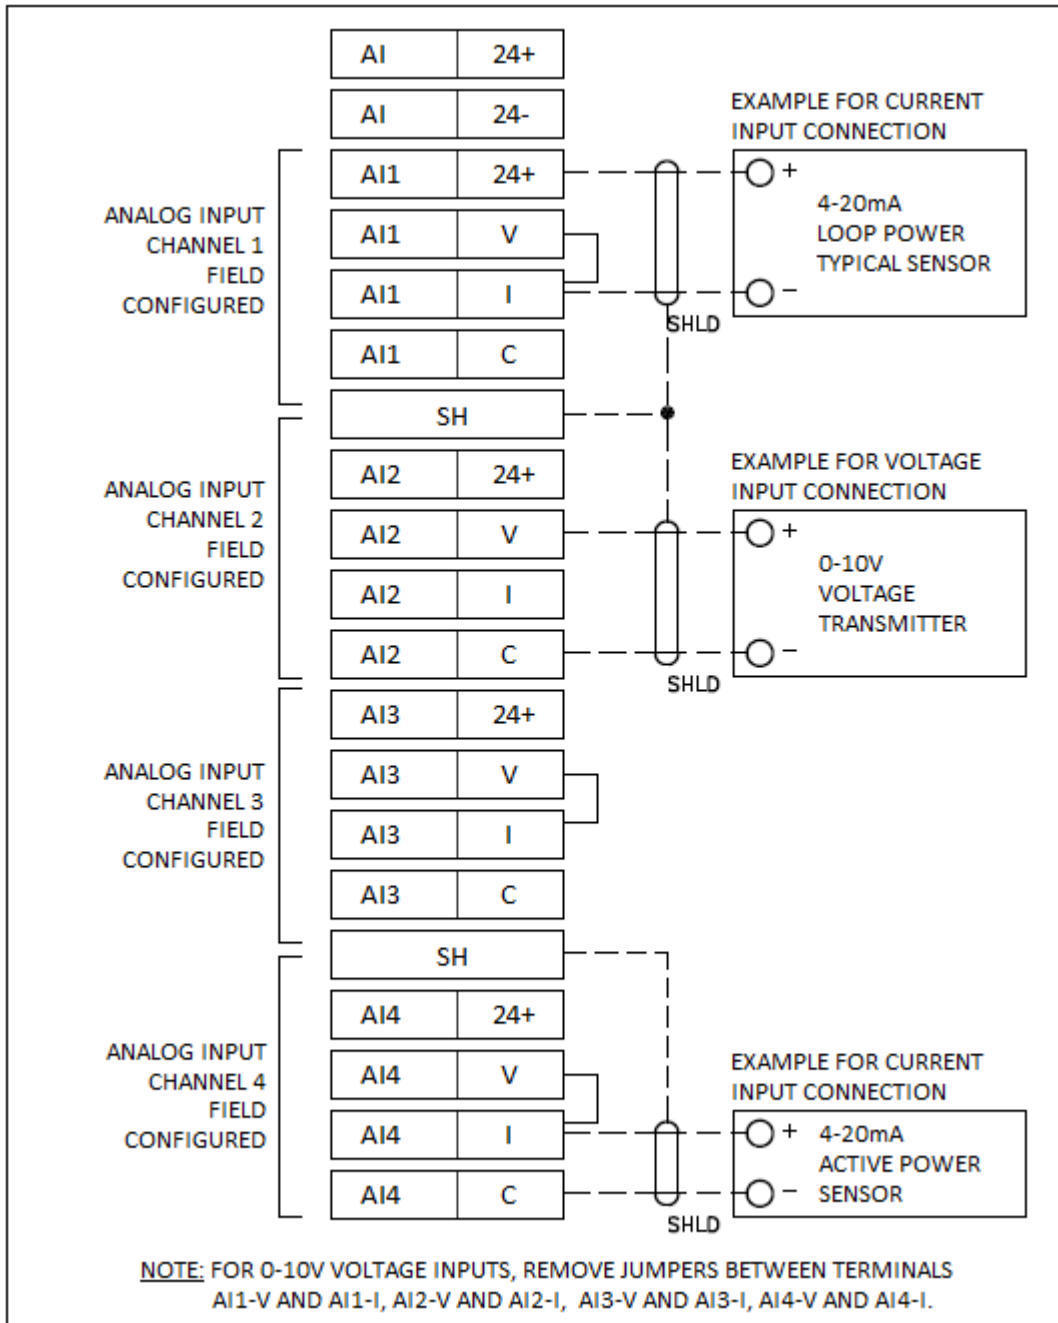 AI 24+
AI 24-
EXAMPLE FOR CURRENT
INPUT CONNECTION
ANALOG INPUT
CHANNEL 1
FIELD
CONFIGURED
AI1 24+
AI1 V
AI1 I
AI1 C
+
4-20mA
LOOP POWER
TYPICAL SENSOR
−
SHLD
SH
ANALOG INPUT
CHANNEL 2
FIELD
CONFIGURED
AI2 24+
AI2 V
AI2 I
AI2 C
EXAMPLE FOR VOLTAGE
INPUT CONNECTION
+
0-10V
VOLTAGE
TRANSMITTER
−
SHLD
ANALOG INPUT
CHANNEL 3
FIELD
CONFIGURED
AI3 24+
AI3 V
AI3 I
AI3 C
SH
ANALOG INPUT
CHANNEL 4
FIELD
CONFIGURED
AI4 24+
AI4 V
AI4 I
AI4 C
EXAMPLE FOR CURRENT
INPUT CONNECTION
+
4-20mA
ACTIVE POWER
− SENSOR
SHLD
NOTE: FOR 0-10V VOLTAGE INPUTS, REMOVE JUMPERS BETWEEN TERMINALS
AI1-V AND AI1-I, AI2-V AND AI2-I, AI3-V AND AI3-I, AI4-V AND AI4-I.